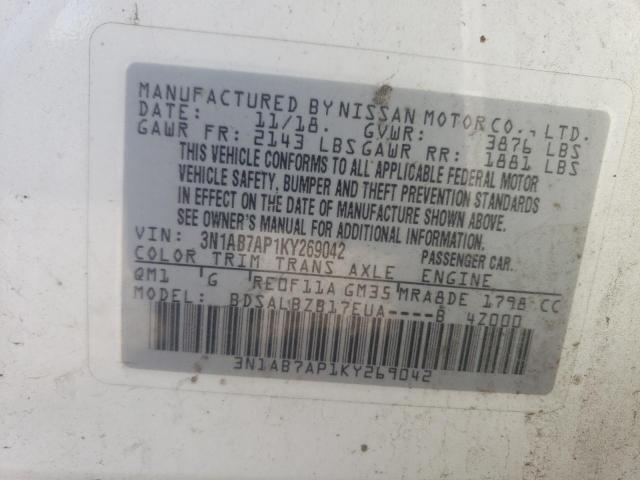 MANUFACTURED BY NISSAN MOTOR CO., LTD.
DATE: 11/18. GVWR: 3876 LBS
GAWR FR: 2143 LBS GAWR RR: 1881 LBS
THIS VEHICLE CONFORMS TO ALL APPLICABLE FEDERAL MOTOR
VEHICLE SAFETY, BUMPER AND THEFT PREVENTION STANDARDS
IN EFFECT ON THE DATE OF MANUFACTURE SHOWN ABOVE.
SEE OWNER'S MANUAL FOR ADDITIONAL INFORMATION.
VIN: 3N1AB7AP1KY269042 PASSENGER CAR.
COLOR TRIM TRANS AXLE ENGINE
QM1 G RE0F11A GM35 MRA8DE 1798 CC
MODEL: BDSALBZB17EUA----B 4Z000
3N1AB7AP1KY269042